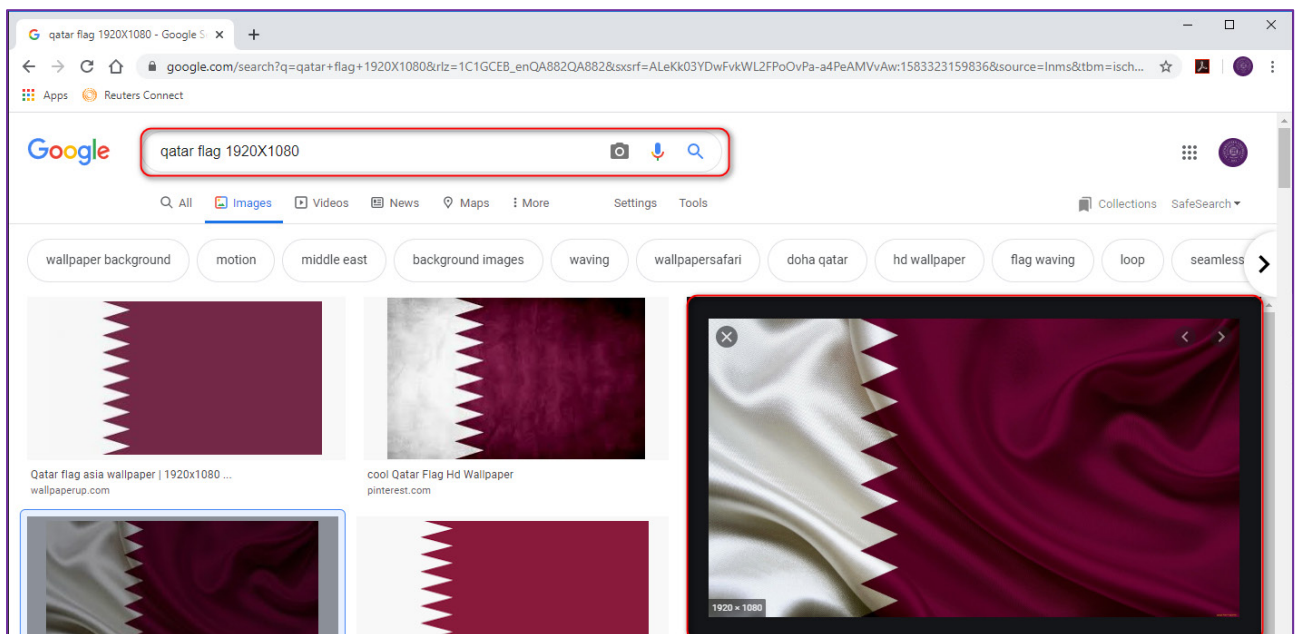 qatar flag 1920X1080 - Google S
google.com/search?q=qatar+flag+1920X1080&rlz=1C1GCEB_enQA882QA882&sxsrf=ALeKk03YDwFvkWL2FPoOvPa-a4PeAMVvAw:1583323159836&source=lnms&tbm=isch...
Apps Reuters Connect
Google
qatar flag 1920X1080
All Images Videos News Maps More Settings Tools Collections SafeSearch
wallpaper background motion middle east background images waving wallpapersafari doha qatar hd wallpaper flag waving loop seamless
Qatar flag asia wallpaper | 1920x1080 ...
wallpaperup.com
cool Qatar Flag Hd Wallpaper
pinterest.com
1920 × 1080